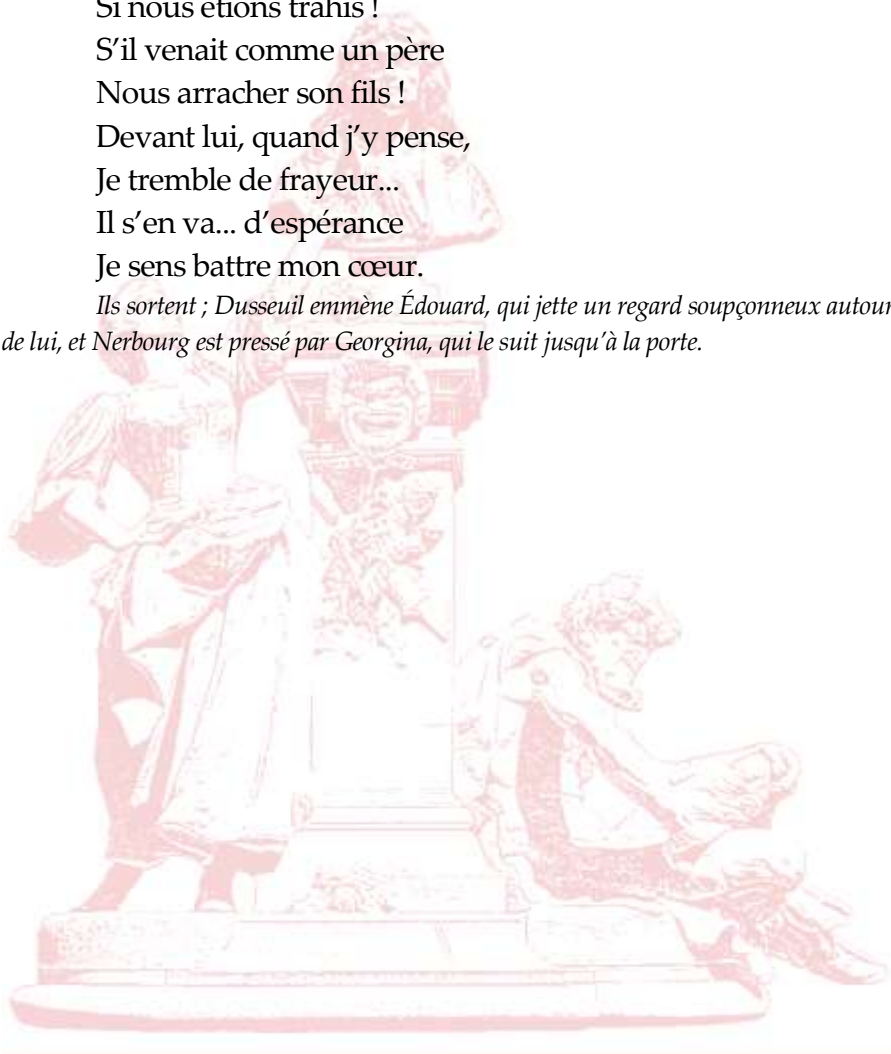 Si nous étions trahis !
S’il venait comme un père
Nous arracher son fils !
Devant lui, quand j’y pense,
Je tremble de frayeur...
Il s’en va... d’espérance
Je sens battre mon cœur.
Ils sortent ; Dusseuil emmène Édouard, qui jette un regard soupçonneux autour
de lui, et Nerbourg est pressé par Georgina, qui le suit jusqu’à la porte.